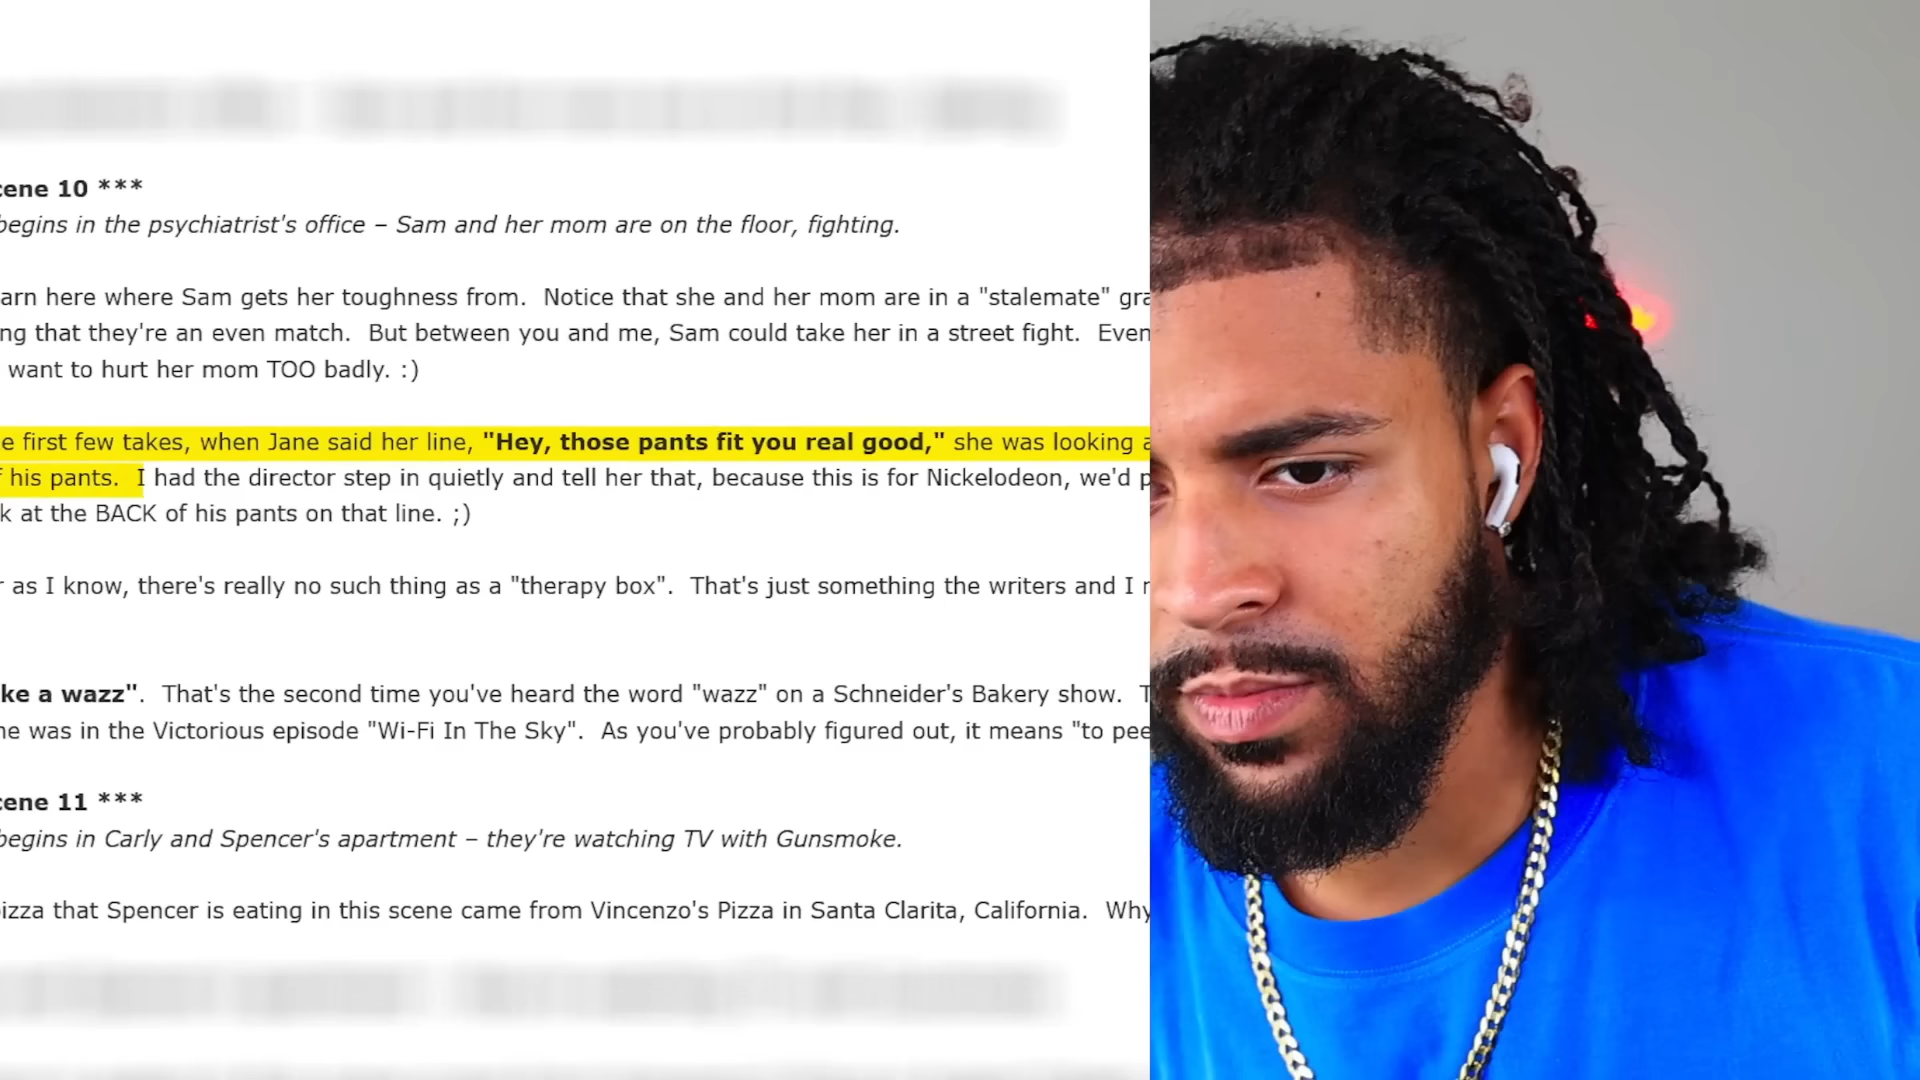 cene 10 ***
begins in the psychiatrist's office – Sam and her mom are on the floor, fighting.
arn here where Sam gets her toughness from. Notice that she and her mom are in a "stalemate" gra
ng that they're an even match. But between you and me, Sam could take her in a street fight. Even
want to hurt her mom TOO badly. :)
e first few takes, when Jane said her line, "Hey, those pants fit you real good," she was looking a
f his pants. I had the director step in quietly and tell her that, because this is for Nickelodeon, we'd p
k at the BACK of his pants on that line. ;)
r as I know, there's really no such thing as a "therapy box". That's just something the writers and I m
ke a wazz". That's the second time you've heard the word "wazz" on a Schneider's Bakery show. T
me was in the Victorious episode "Wi-Fi In The Sky". As you've probably figured out, it means "to pee
cene 11 ***
begins in Carly and Spencer's apartment – they're watching TV with Gunsmoke.
pizza that Spencer is eating in this scene came from Vincenzo's Pizza in Santa Clarita, California. Why